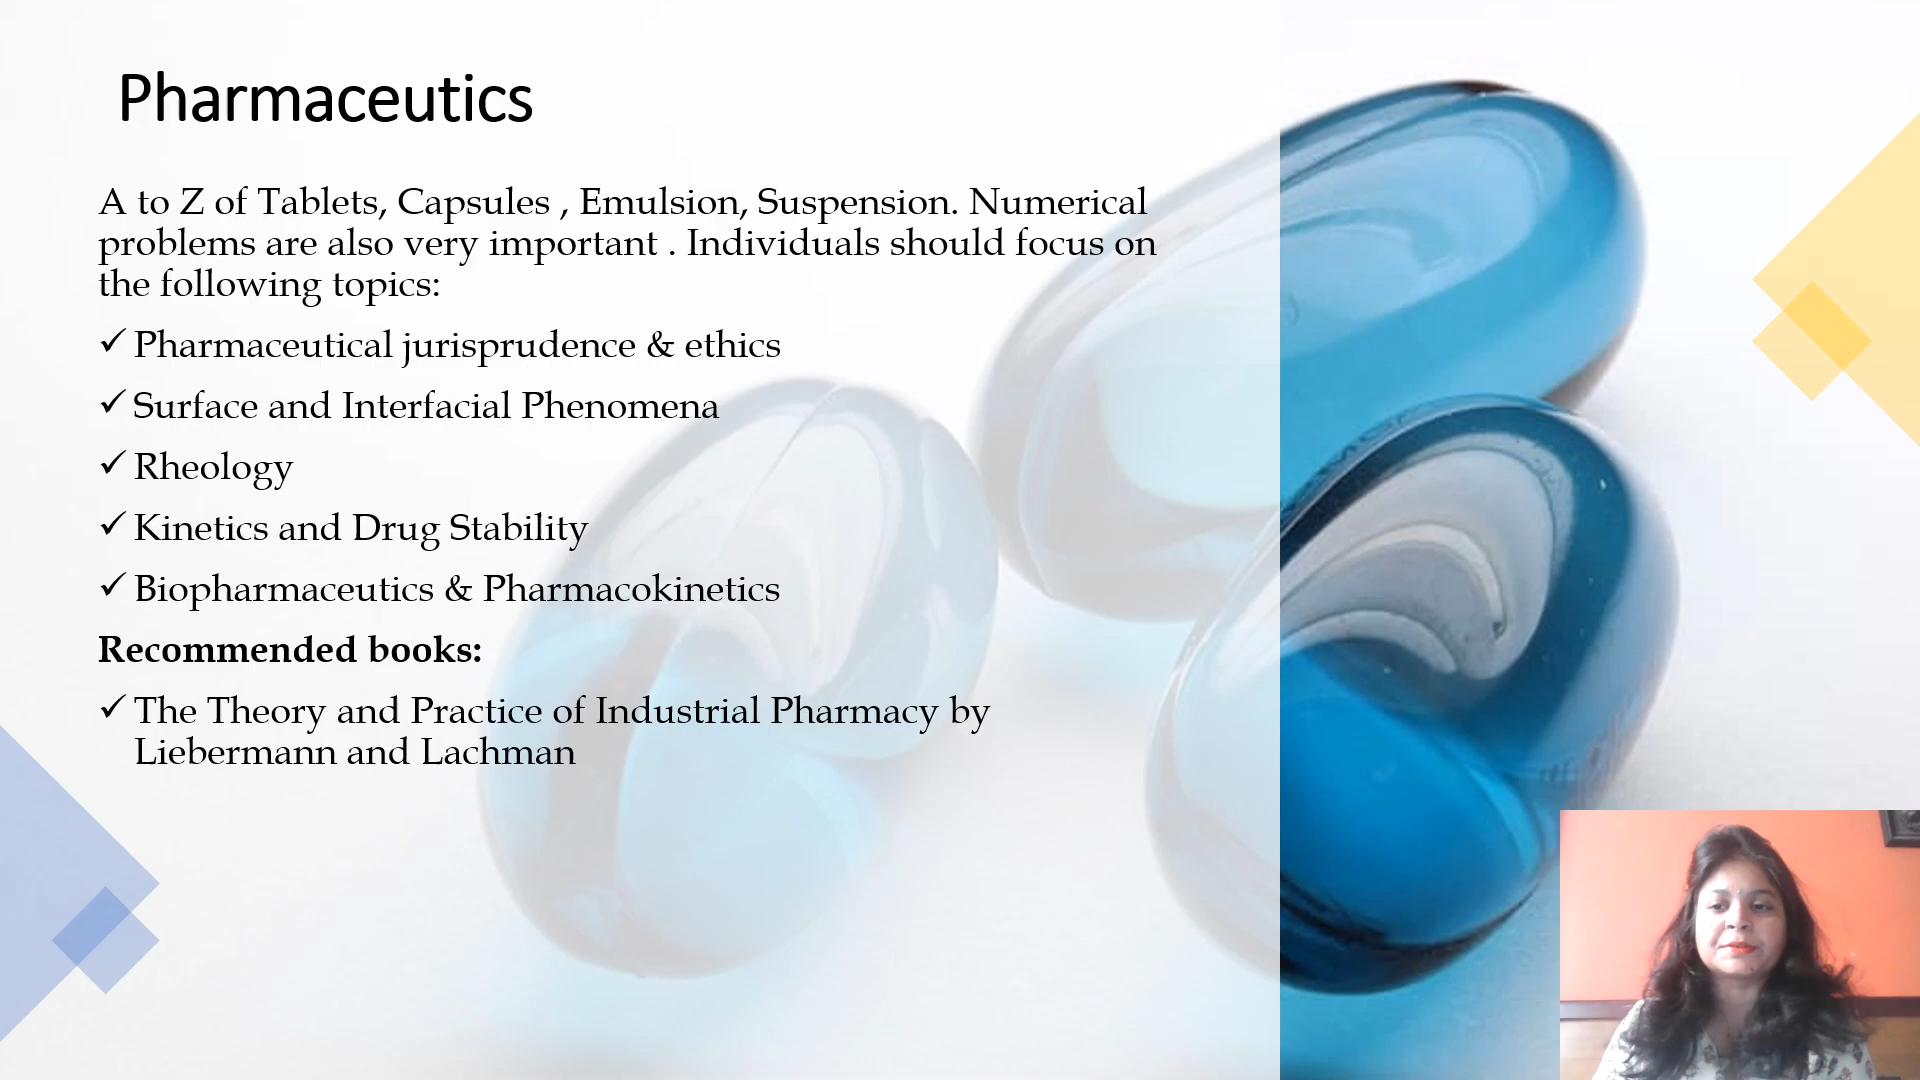 Pharmaceutics
A to Z of Tablets, Capsules , Emulsion, Suspension. Numerical
problems are also very important . Individuals should focus on
the following topics:
✓ Pharmaceutical jurisprudence & ethics
✓ Surface and Interfacial Phenomena
✓ Rheology
✓ Kinetics and Drug Stability
✓ Biopharmaceutics & Pharmacokinetics
Recommended books:
✓ The Theory and Practice of Industrial Pharmacy by
Liebermann and Lachman